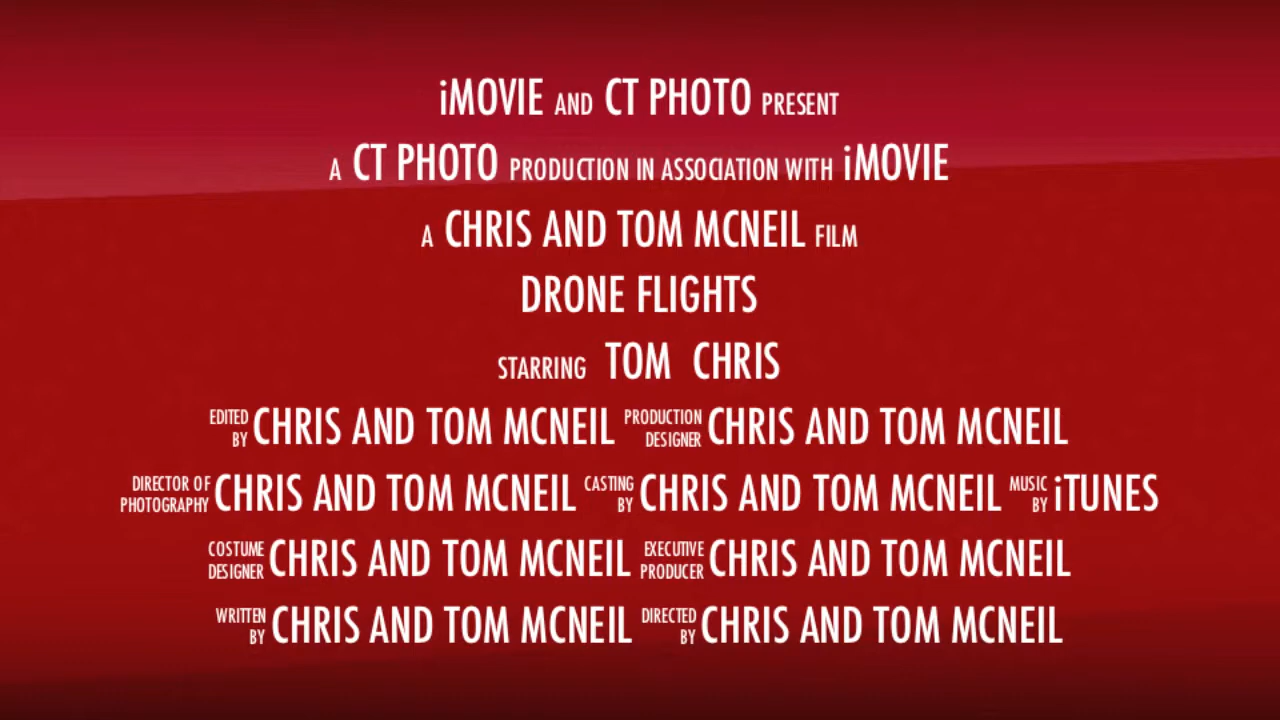 iMOVIE AND CT PHOTO PRESENT
A CT PHOTO PRODUCTION IN ASSOCIATION WITH iMOVIE
A CHRIS AND TOM MCNEIL FILM
DRONE FLIGHTS
STARRING TOM CHRIS
EDITED BY CHRIS AND TOM MCNEIL PRODUCTION DESIGNER CHRIS AND TOM MCNEIL
DIRECTOR OF PHOTOGRAPHY CHRIS AND TOM MCNEIL CASTING BY CHRIS AND TOM MCNEIL MUSIC BY iTUNES
COSTUME DESIGNER CHRIS AND TOM MCNEIL EXECUTIVE PRODUCER CHRIS AND TOM MCNEIL
WRITTEN BY CHRIS AND TOM MCNEIL DIRECTED BY CHRIS AND TOM MCNEIL